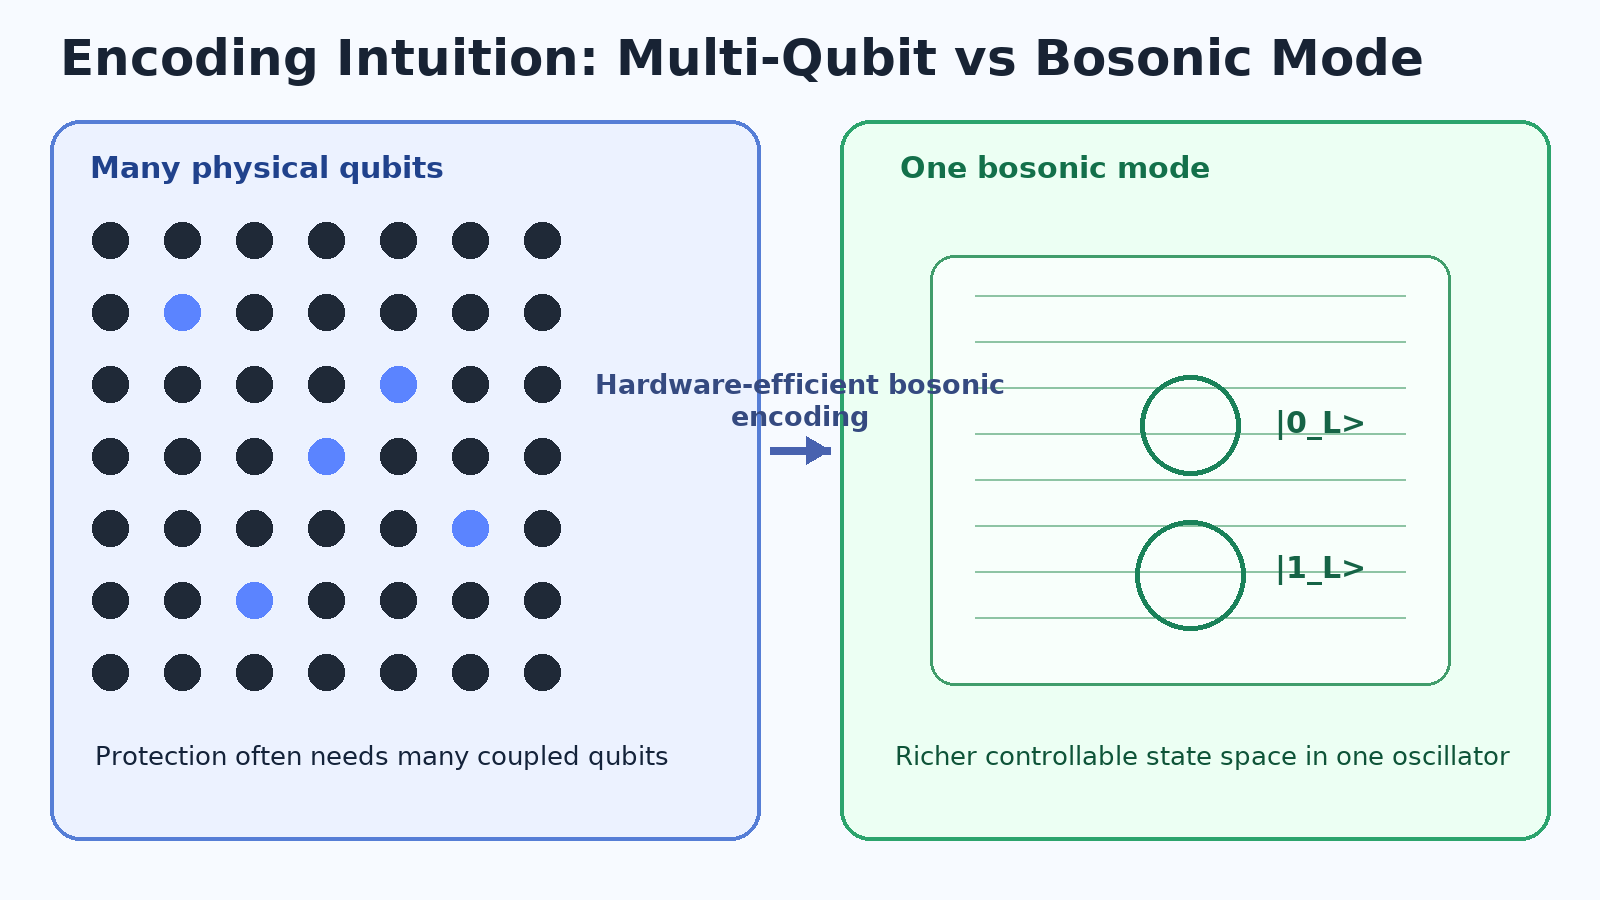 Encoding Intuition: Multi-Qubit vs Bosonic Mode
Many physical qubits
Protection often needs many coupled qubits
Hardware-efficient bosonic
encoding
One bosonic mode
|0_L>
|1_L>
Richer controllable state space in one oscillator